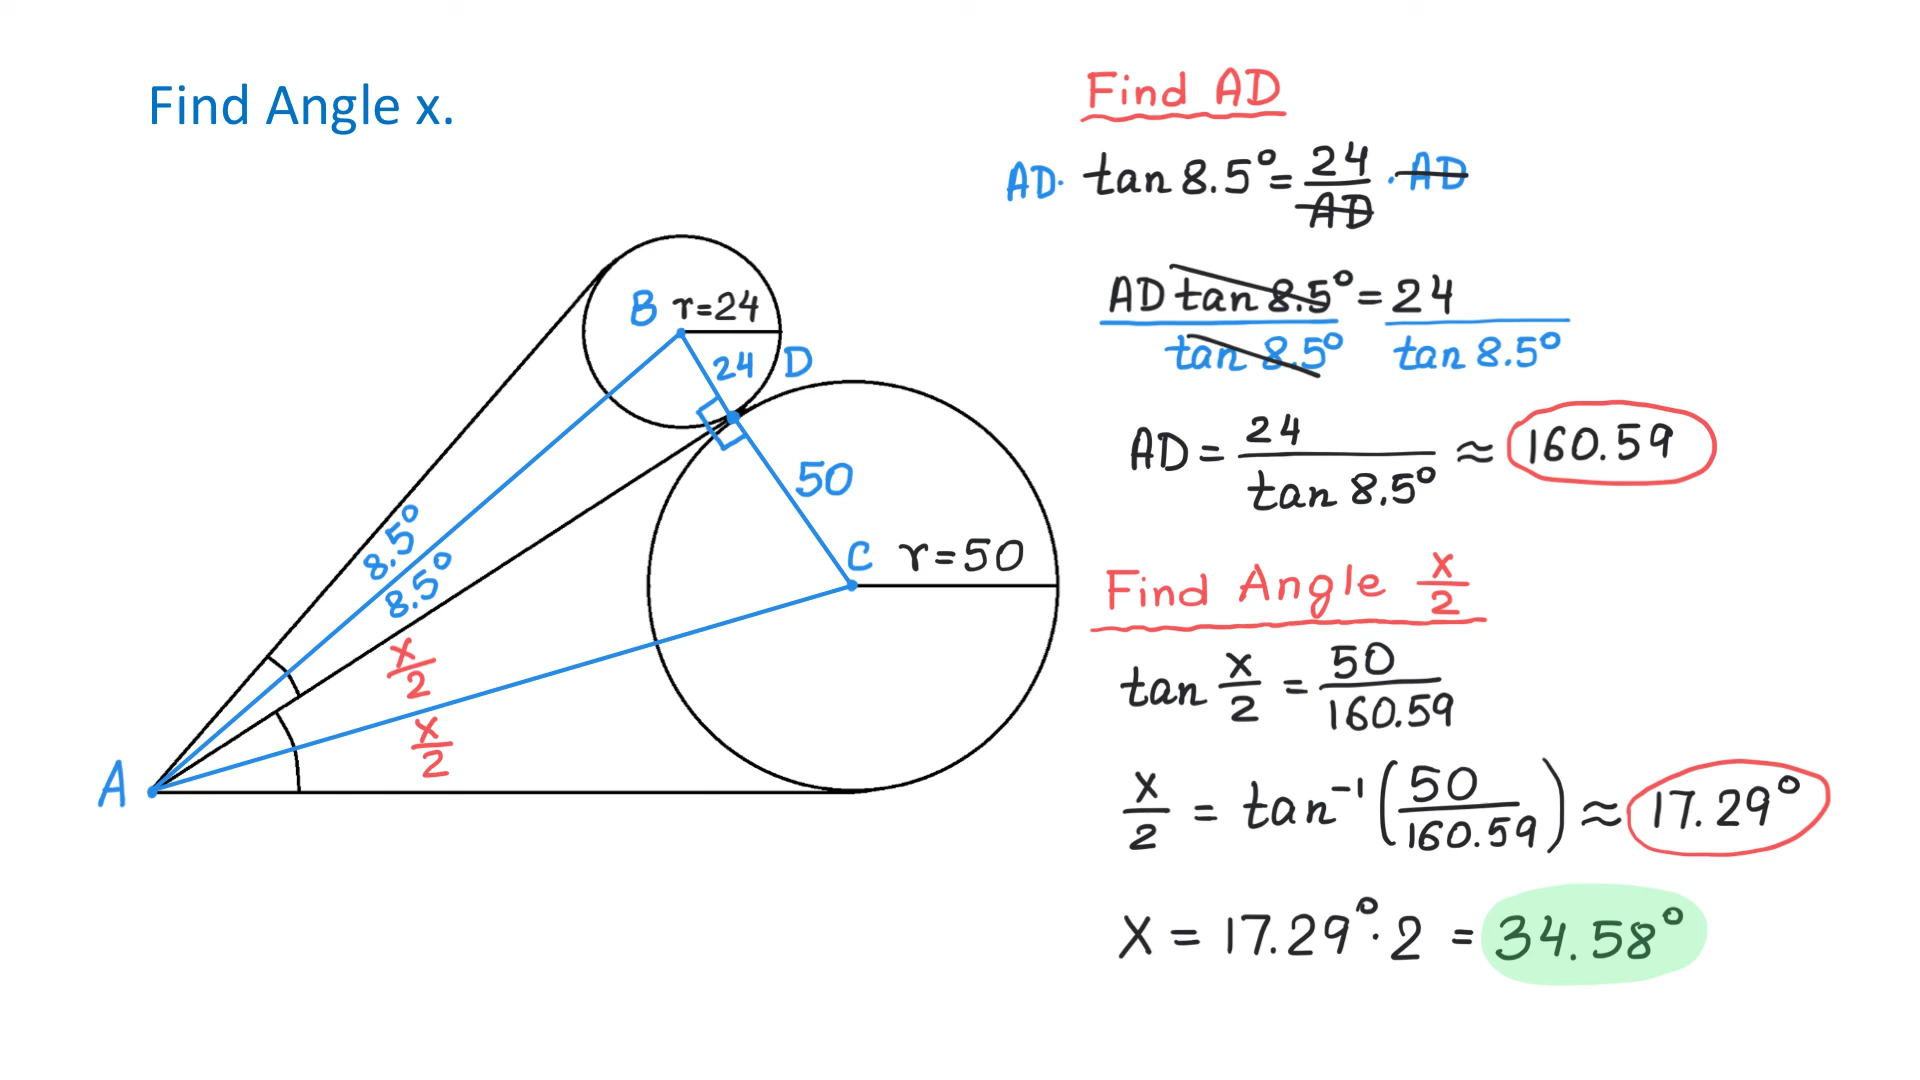 Find Angle x.
B r=24
24 D
50
C r=50
8.5°
8.5°
x/2
x/2
A
Find AD
AD· tan 8.5° = 24/AD · AD
AD tan 8.5° = 24
tan 8.5° tan 8.5°
AD = 24/tan 8.5° ≈ 160.59
Find Angle x/2
tan x/2 = 50/160.59
x/2 = tan⁻¹(50/160.59) ≈ 17.29°
X = 17.29°·2 = 34.58°